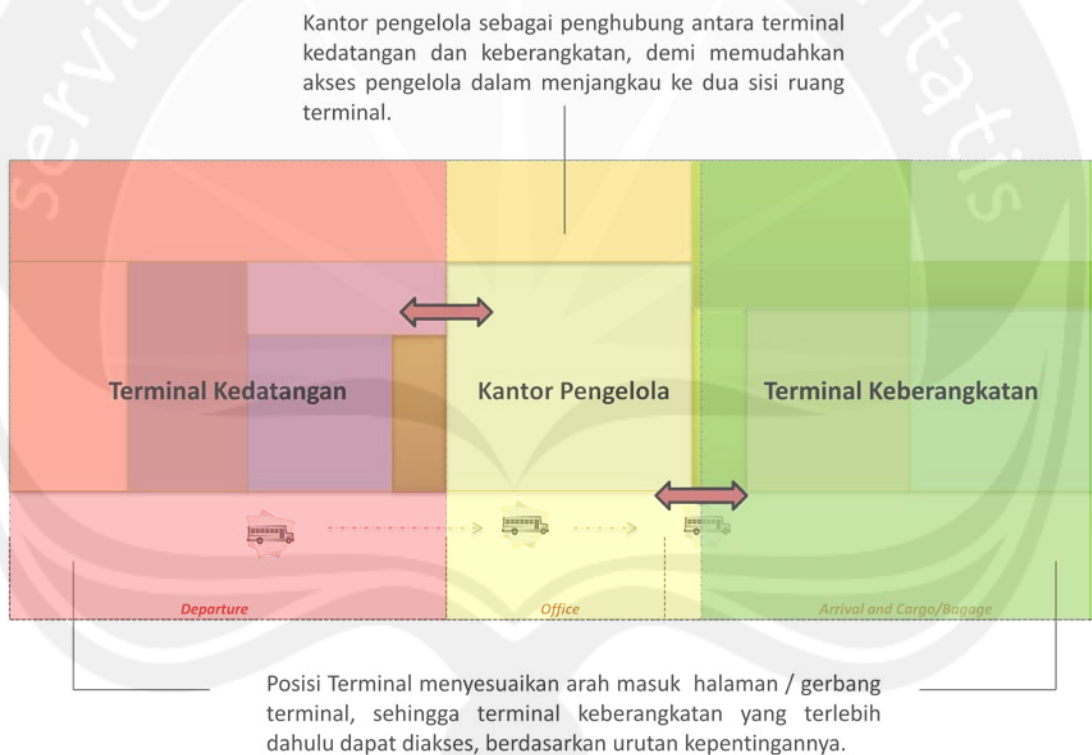 Kantor pengelola sebagai penghubung antara terminal
kedatangan dan keberangkatan, demi memudahkan
akses pengelola dalam menjangkau ke dua sisi ruang
terminal.
Terminal Kedatangan
Kantor Pengelola
Terminal Keberangkatan
Departure
Office
Arrival and Cargo/Bagage
Posisi Terminal menyesuaikan arah masuk halaman / gerbang
terminal, sehingga terminal keberangkatan yang terlebih
dahulu dapat diakses, berdasarkan urutan kepentingannya.